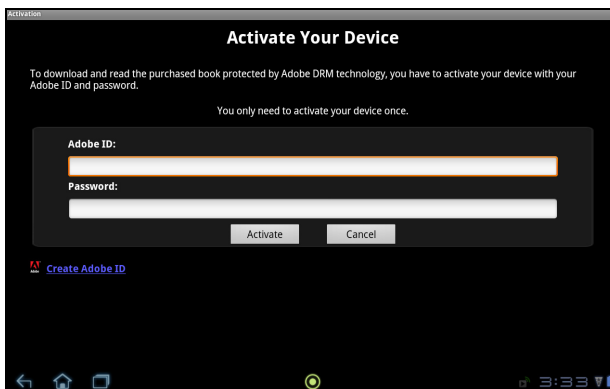 Activation
Activate Your Device
To download and read the purchased book protected by Adobe DRM technology, you have to activate your device with your
Adobe ID and password.
You only need to activate your device once.
Adobe ID:
Password:
Activate Cancel
Adobe Create Adobe ID
3:33